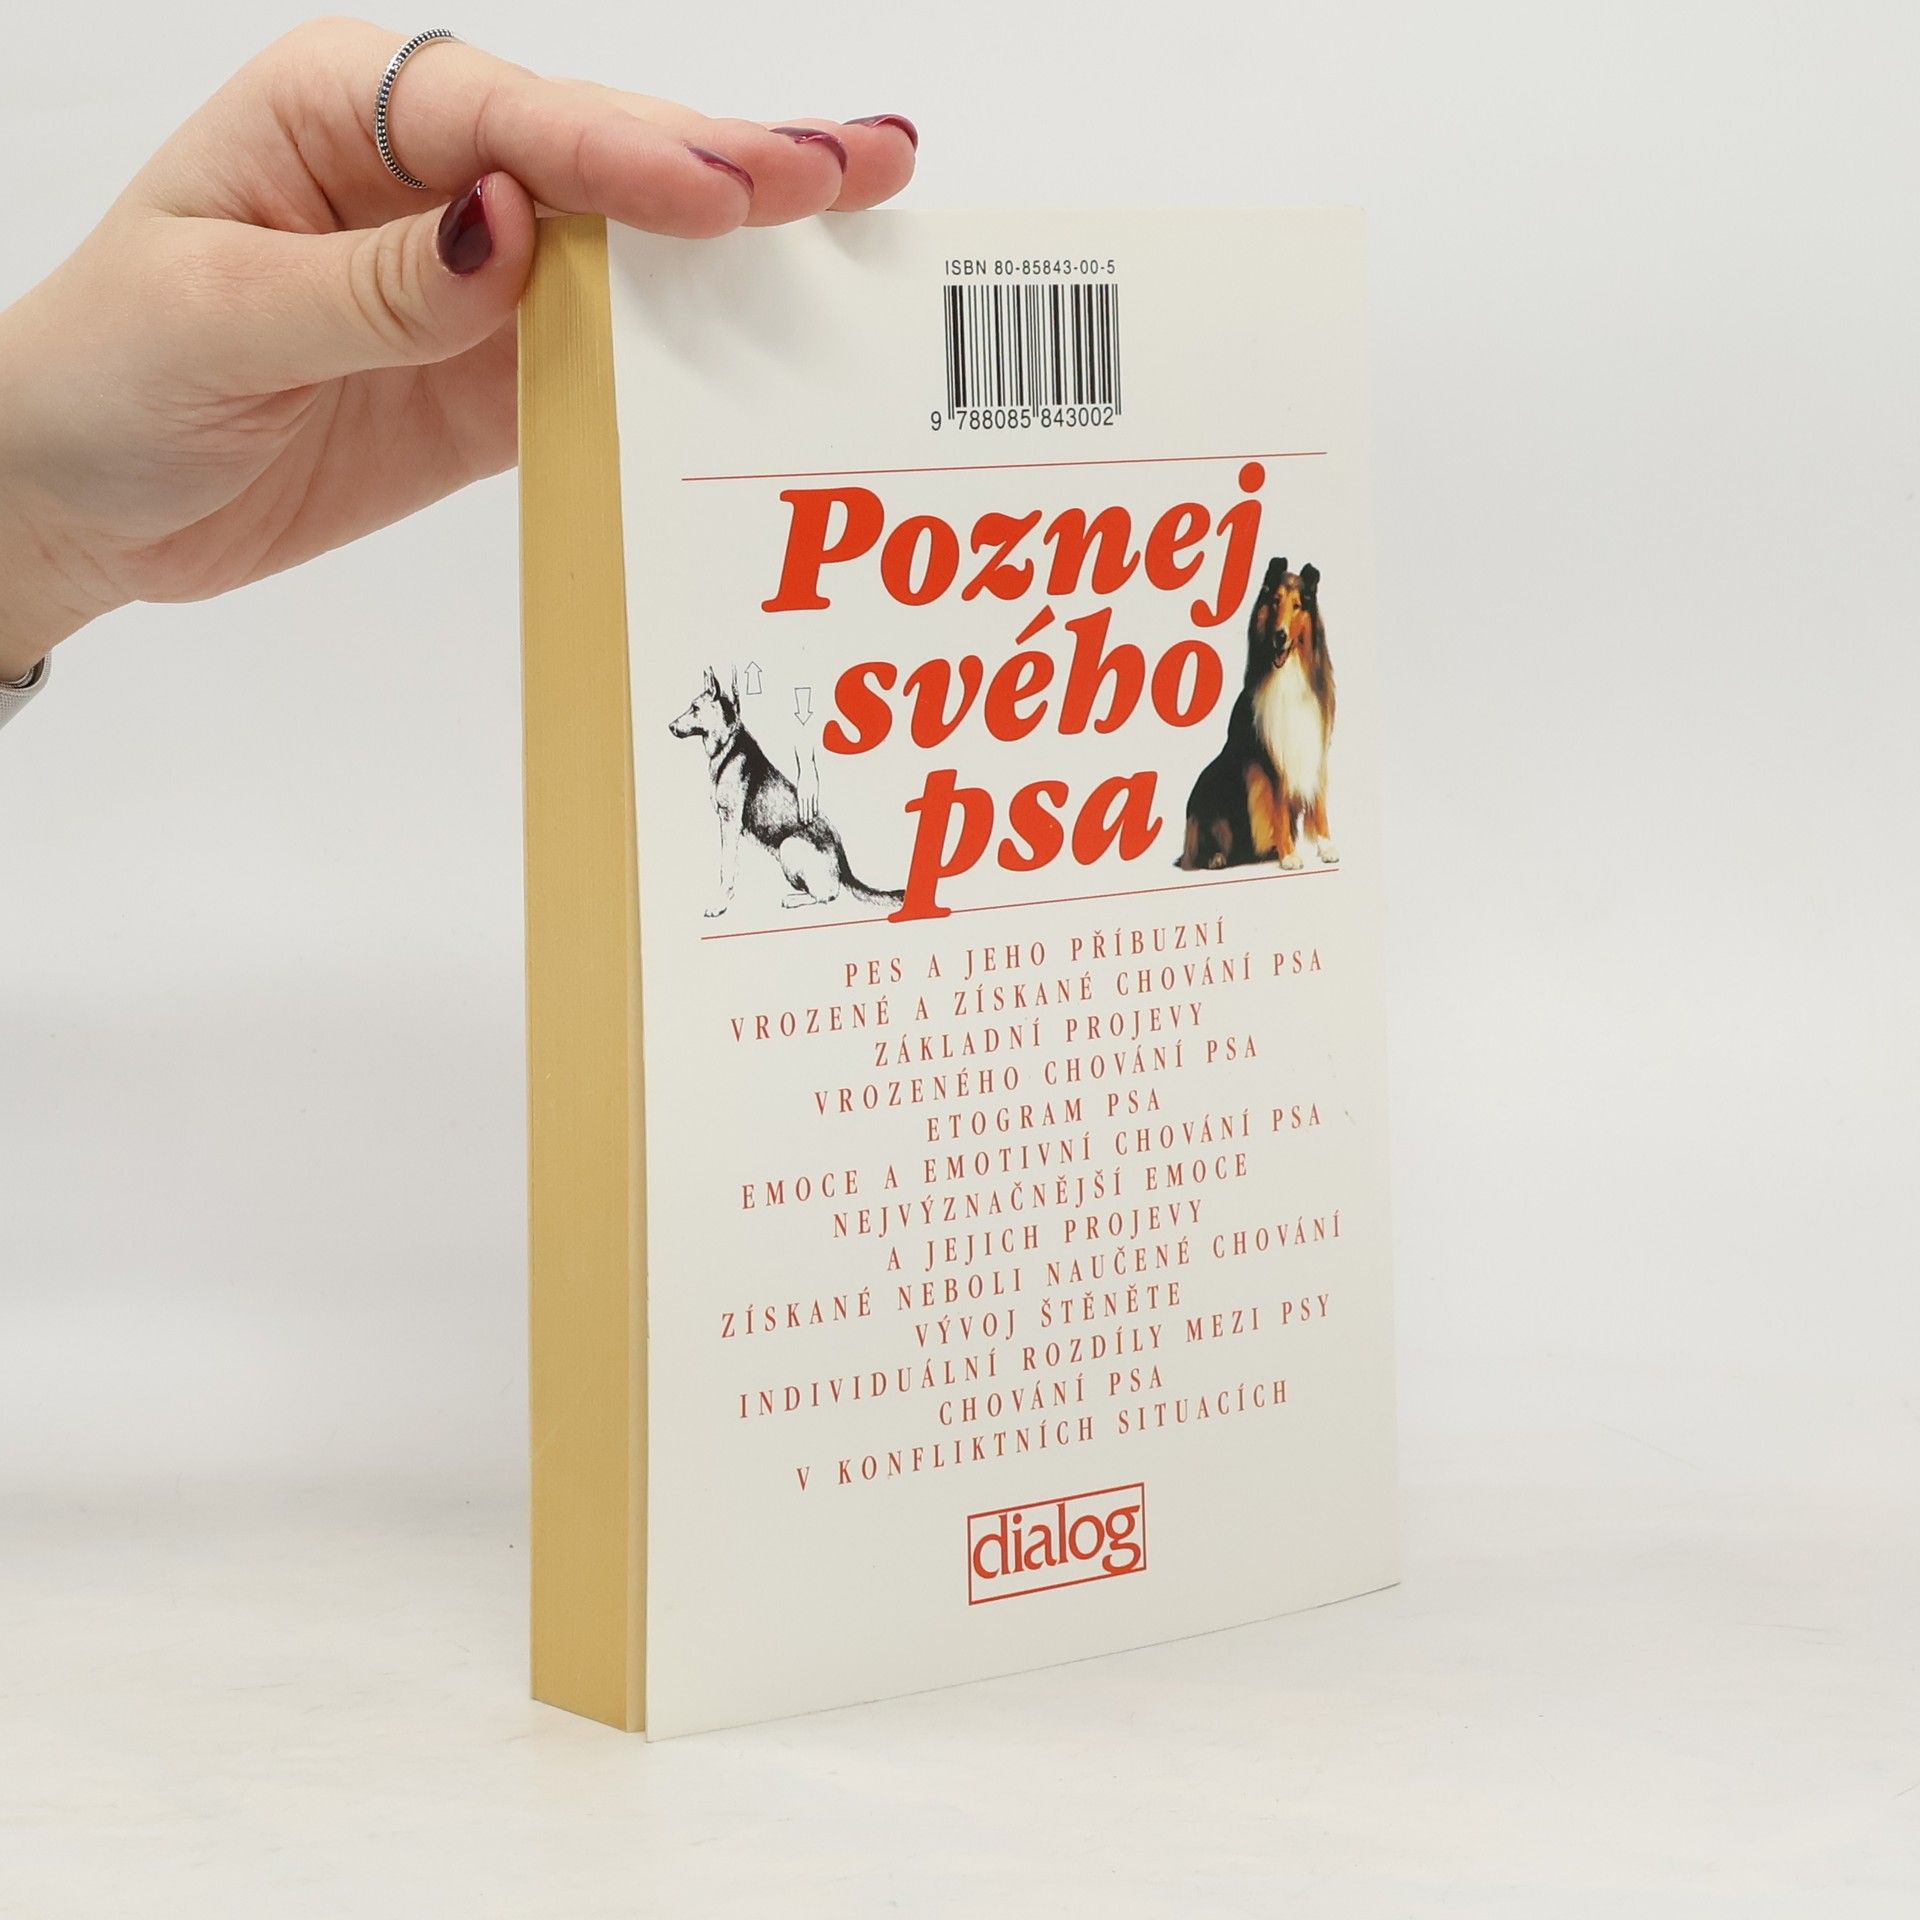 ISBN 80-85843-00-5
9 788085 843002
Poznej
svého
psa
PES A JEHO PŘÍBUZNÍ
VROZENÉ A ZÍSKANÉ CHOVÁNÍ PSA
ZÁKLADNÍ PROJEVY
VROZENÉHO CHOVÁNÍ PSA
ETOGRAM PSA
EMOCE A EMOTIVNÍ CHOVÁNÍ PSA
NEJVÝZNAČNĚJŠÍ EMOCE
A JEJICH PROJEVY
ZÍSKANÉ NEBOLI NAUČENÉ CHOVÁNÍ
VÝVOJ ŠTĚNĚTE
INDIVIDUÁLNÍ ROZDÍLY MEZI PSY
CHOVÁNÍ PSA
V KONFLIKTNÍCH SITUACÍCH
dialog